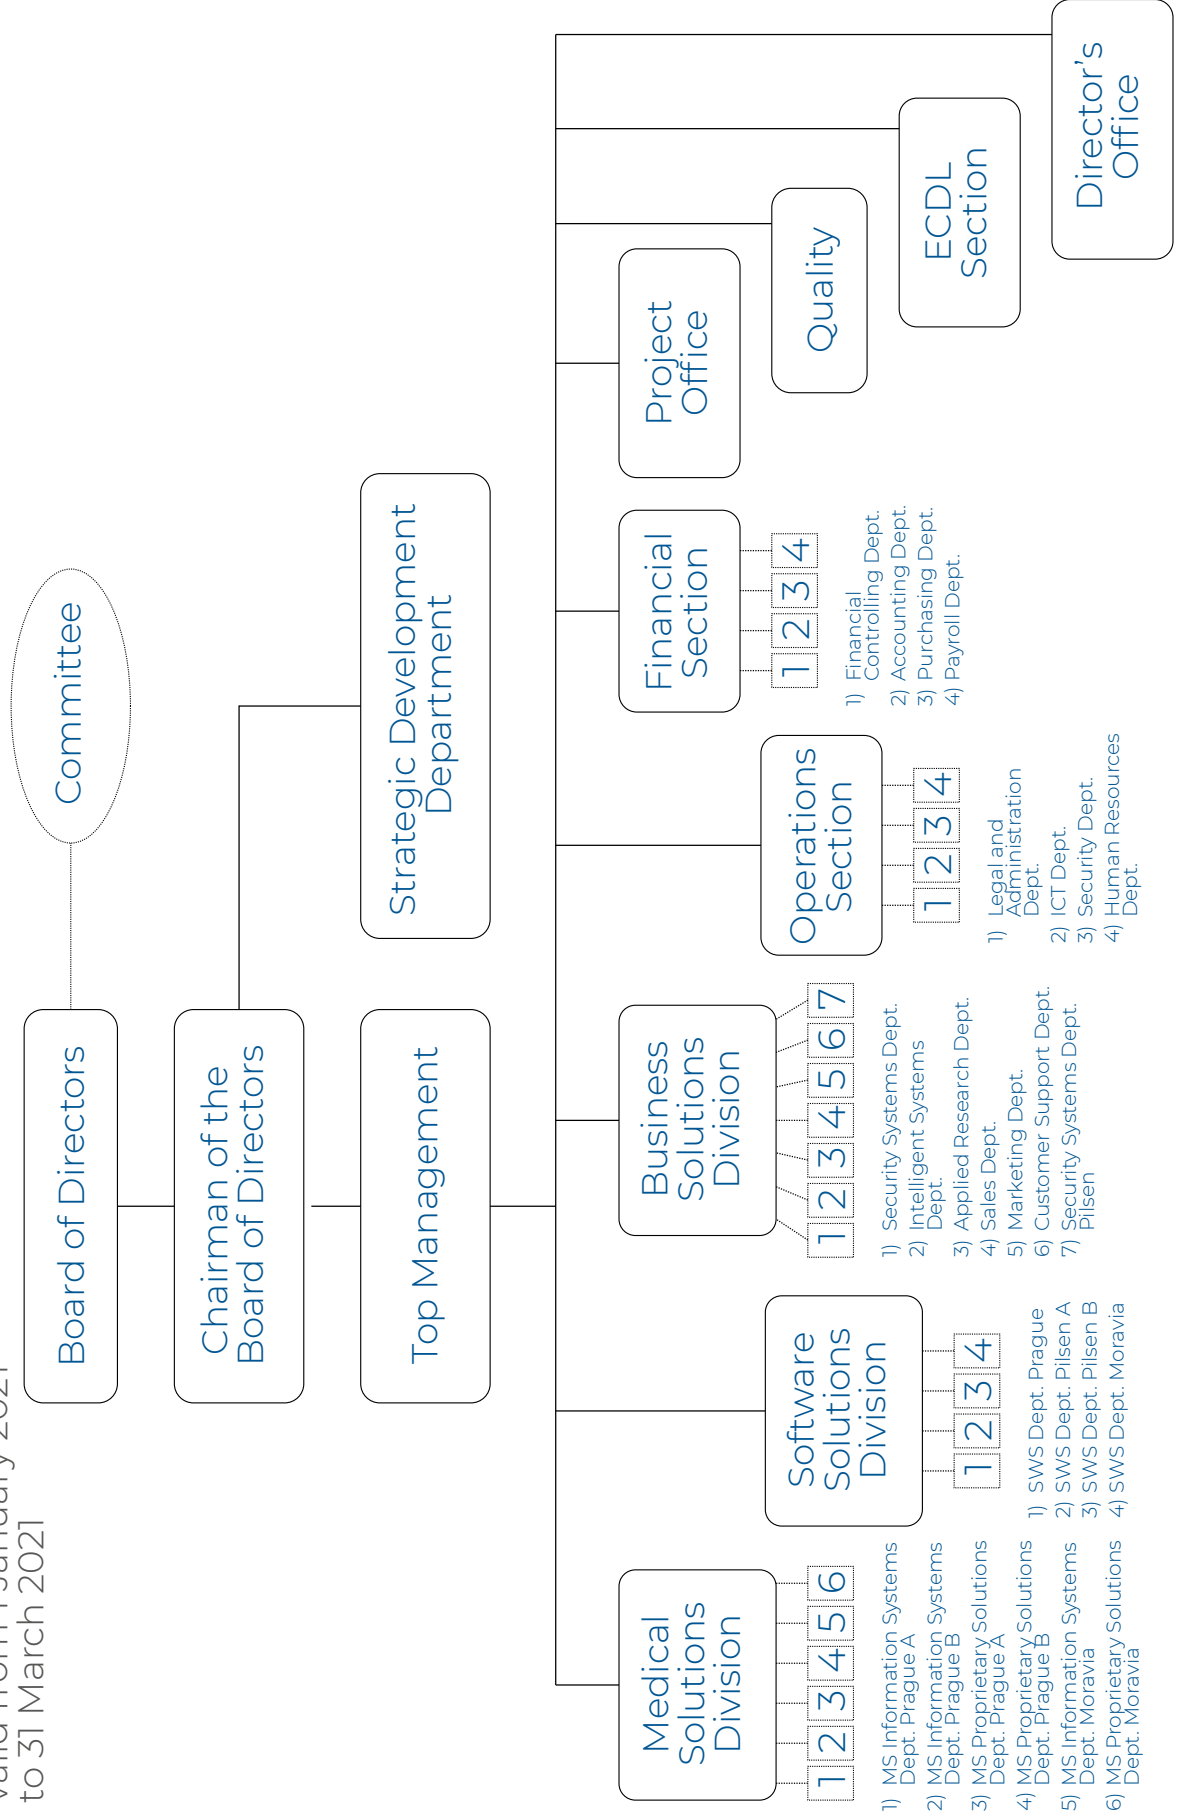 valid from 1 January 2021
to 31 March 2021
Board of Directors
Committee
Chairman of the
Board of Directors
Top Management
Strategic Development
Department
Medical
Solutions
Division
1 2 3 4 5 6
1) MS Information Systems
Dept. Prague A
2) MS Information Systems
Dept. Prague B
3) MS Proprietary Solutions
Dept. Prague A
4) MS Proprietary Solutions
Dept. Prague B
5) MS Information Systems
Dept. Moravia
6) MS Proprietary Solutions
Dept. Moravia
Software
Solutions
Division
1 2 3 4
1) SWS Dept. Prague
2) SWS Dept. Pilsen A
3) SWS Dept. Pilsen B
4) SWS Dept. Moravia
Business
Solutions
Division
1 2 3 4 5 6 7
1) Security Systems Dept.
2) Intelligent Systems
Dept.
3) Applied Research Dept.
4) Sales Dept.
5) Marketing Dept.
6) Customer Support Dept.
7) Security Systems Dept.
Pilsen
Operations
Section
1 2 3 4
1) Legal and
Administration
Dept.
2) ICT Dept.
3) Security Dept.
4) Human Resources
Dept.
Financial
Section
1 2 3 4
1) Financial
Controlling Dept.
2) Accounting Dept.
3) Purchasing Dept.
4) Payroll Dept.
Project
Office
Quality
ECDL
Section
Director's
Office